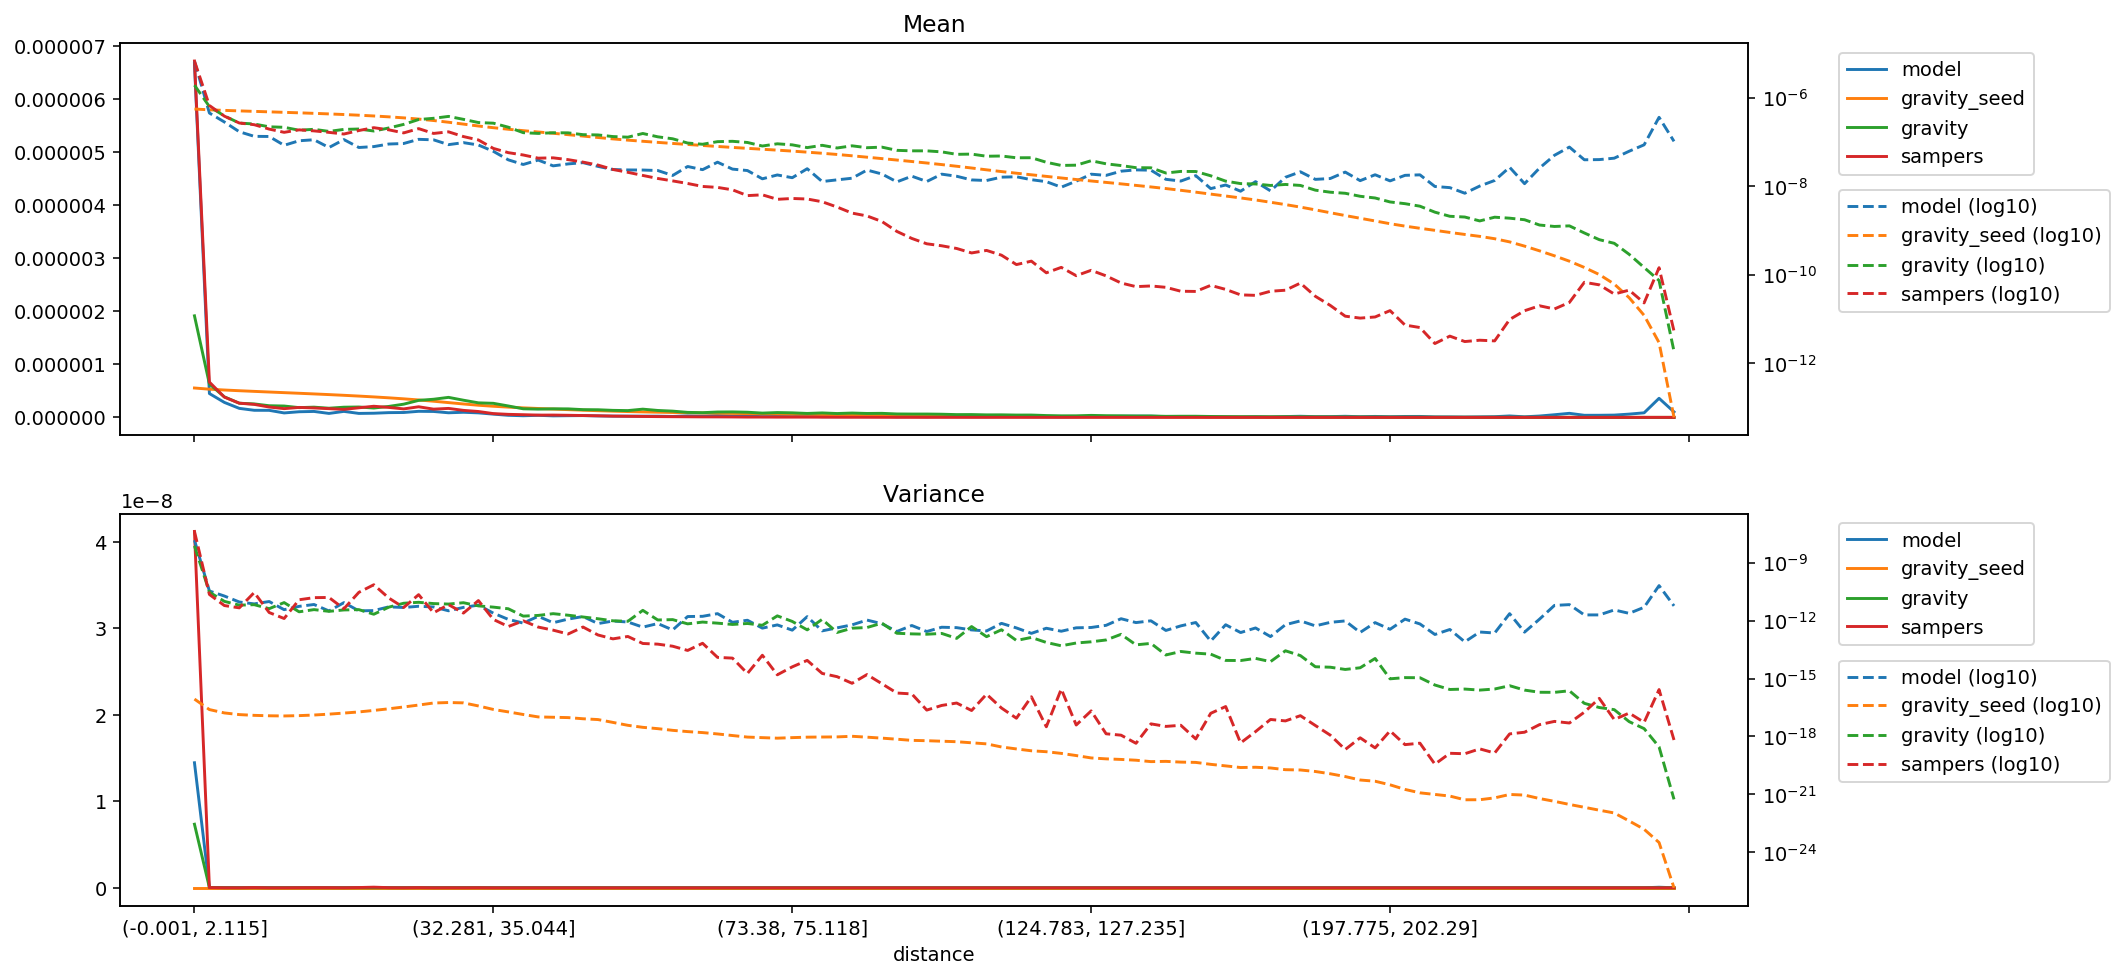 Mean
0.000007
0.000006
0.000005
0.000004
0.000003
0.000002
0.000001
0.000000
10⁻⁶
10⁻⁸
10⁻¹⁰
10⁻¹²
model
gravity_seed
gravity
sampers
model (log10)
gravity_seed (log10)
gravity (log10)
sampers (log10)
Variance
1e−8
4
3
2
1
0
10⁻⁹
10⁻¹²
10⁻¹⁵
10⁻¹⁸
10⁻²¹
10⁻²⁴
model
gravity_seed
gravity
sampers
model (log10)
gravity_seed (log10)
gravity (log10)
sampers (log10)
(-0.001, 2.115]
(32.281, 35.044]
(73.38, 75.118]
(124.783, 127.235]
(197.775, 202.29]
distance